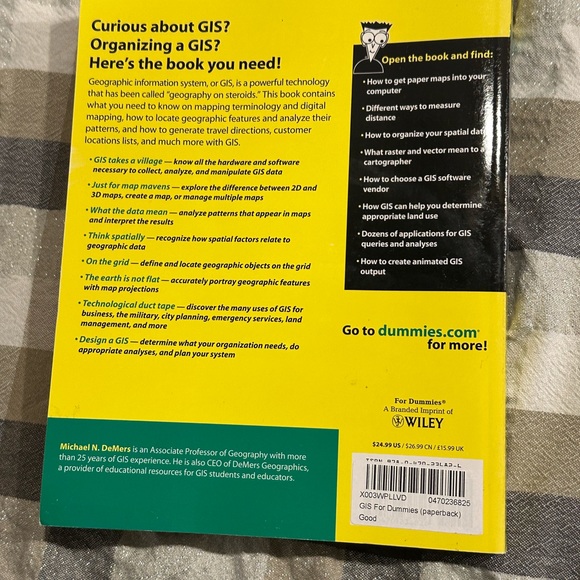 Curious about GIS?
Organizing a GIS?
Here's the book you need!
Geographic information system, or GIS, is a powerful technology
that has been called "geography on steroids." This book contains
what you need to know on mapping terminology and digital
mapping, how to locate geographic features and analyze their
patterns, and how to generate travel directions, customer
locations lists, and much more with GIS.
• GIS takes a village — know all the hardware and software
necessary to collect, analyze, and manipulate GIS data
• Just for map mavens — explore the difference between 2D and
3D maps, create a map, or manage multiple maps
• What the data mean — analyze patterns that appear in maps
and interpret the results
• Think spatially — recognize how spatial factors relate to
geographic data
• On the grid — define and locate geographic objects on the grid
• The earth is not flat — accurately portray geographic features
with map projections
• Technological duct tape — discover the many uses of GIS for
business, the military, city planning, emergency services, land
management, and more
• Design a GIS — determine what your organization needs, do
appropriate analyses, and plan your system
Open the book and find:
• How to get paper maps into your
computer
• Different ways to measure
distance
• How to organize your spatial dat
• What raster and vector mean to a
cartographer
• How to choose a GIS software
vendor
• How GIS can help you determine
appropriate land use
• Dozens of applications for GIS
queries and analyses
• How to create animated GIS
output
Go to dummies.com®
for more!
For Dummies®
A Branded Imprint of
WILEY
$24.99 US / $26.99 CN / £15.99 UK
Michael N. DeMers is an Associate Professor of Geography with more
than 25 years of GIS experience. He is also CEO of DeMers Geographics,
a provider of educational resources for GIS students and educators.
X003WPLLVD 0470236825
GIS For Dummies (paperback)
Good